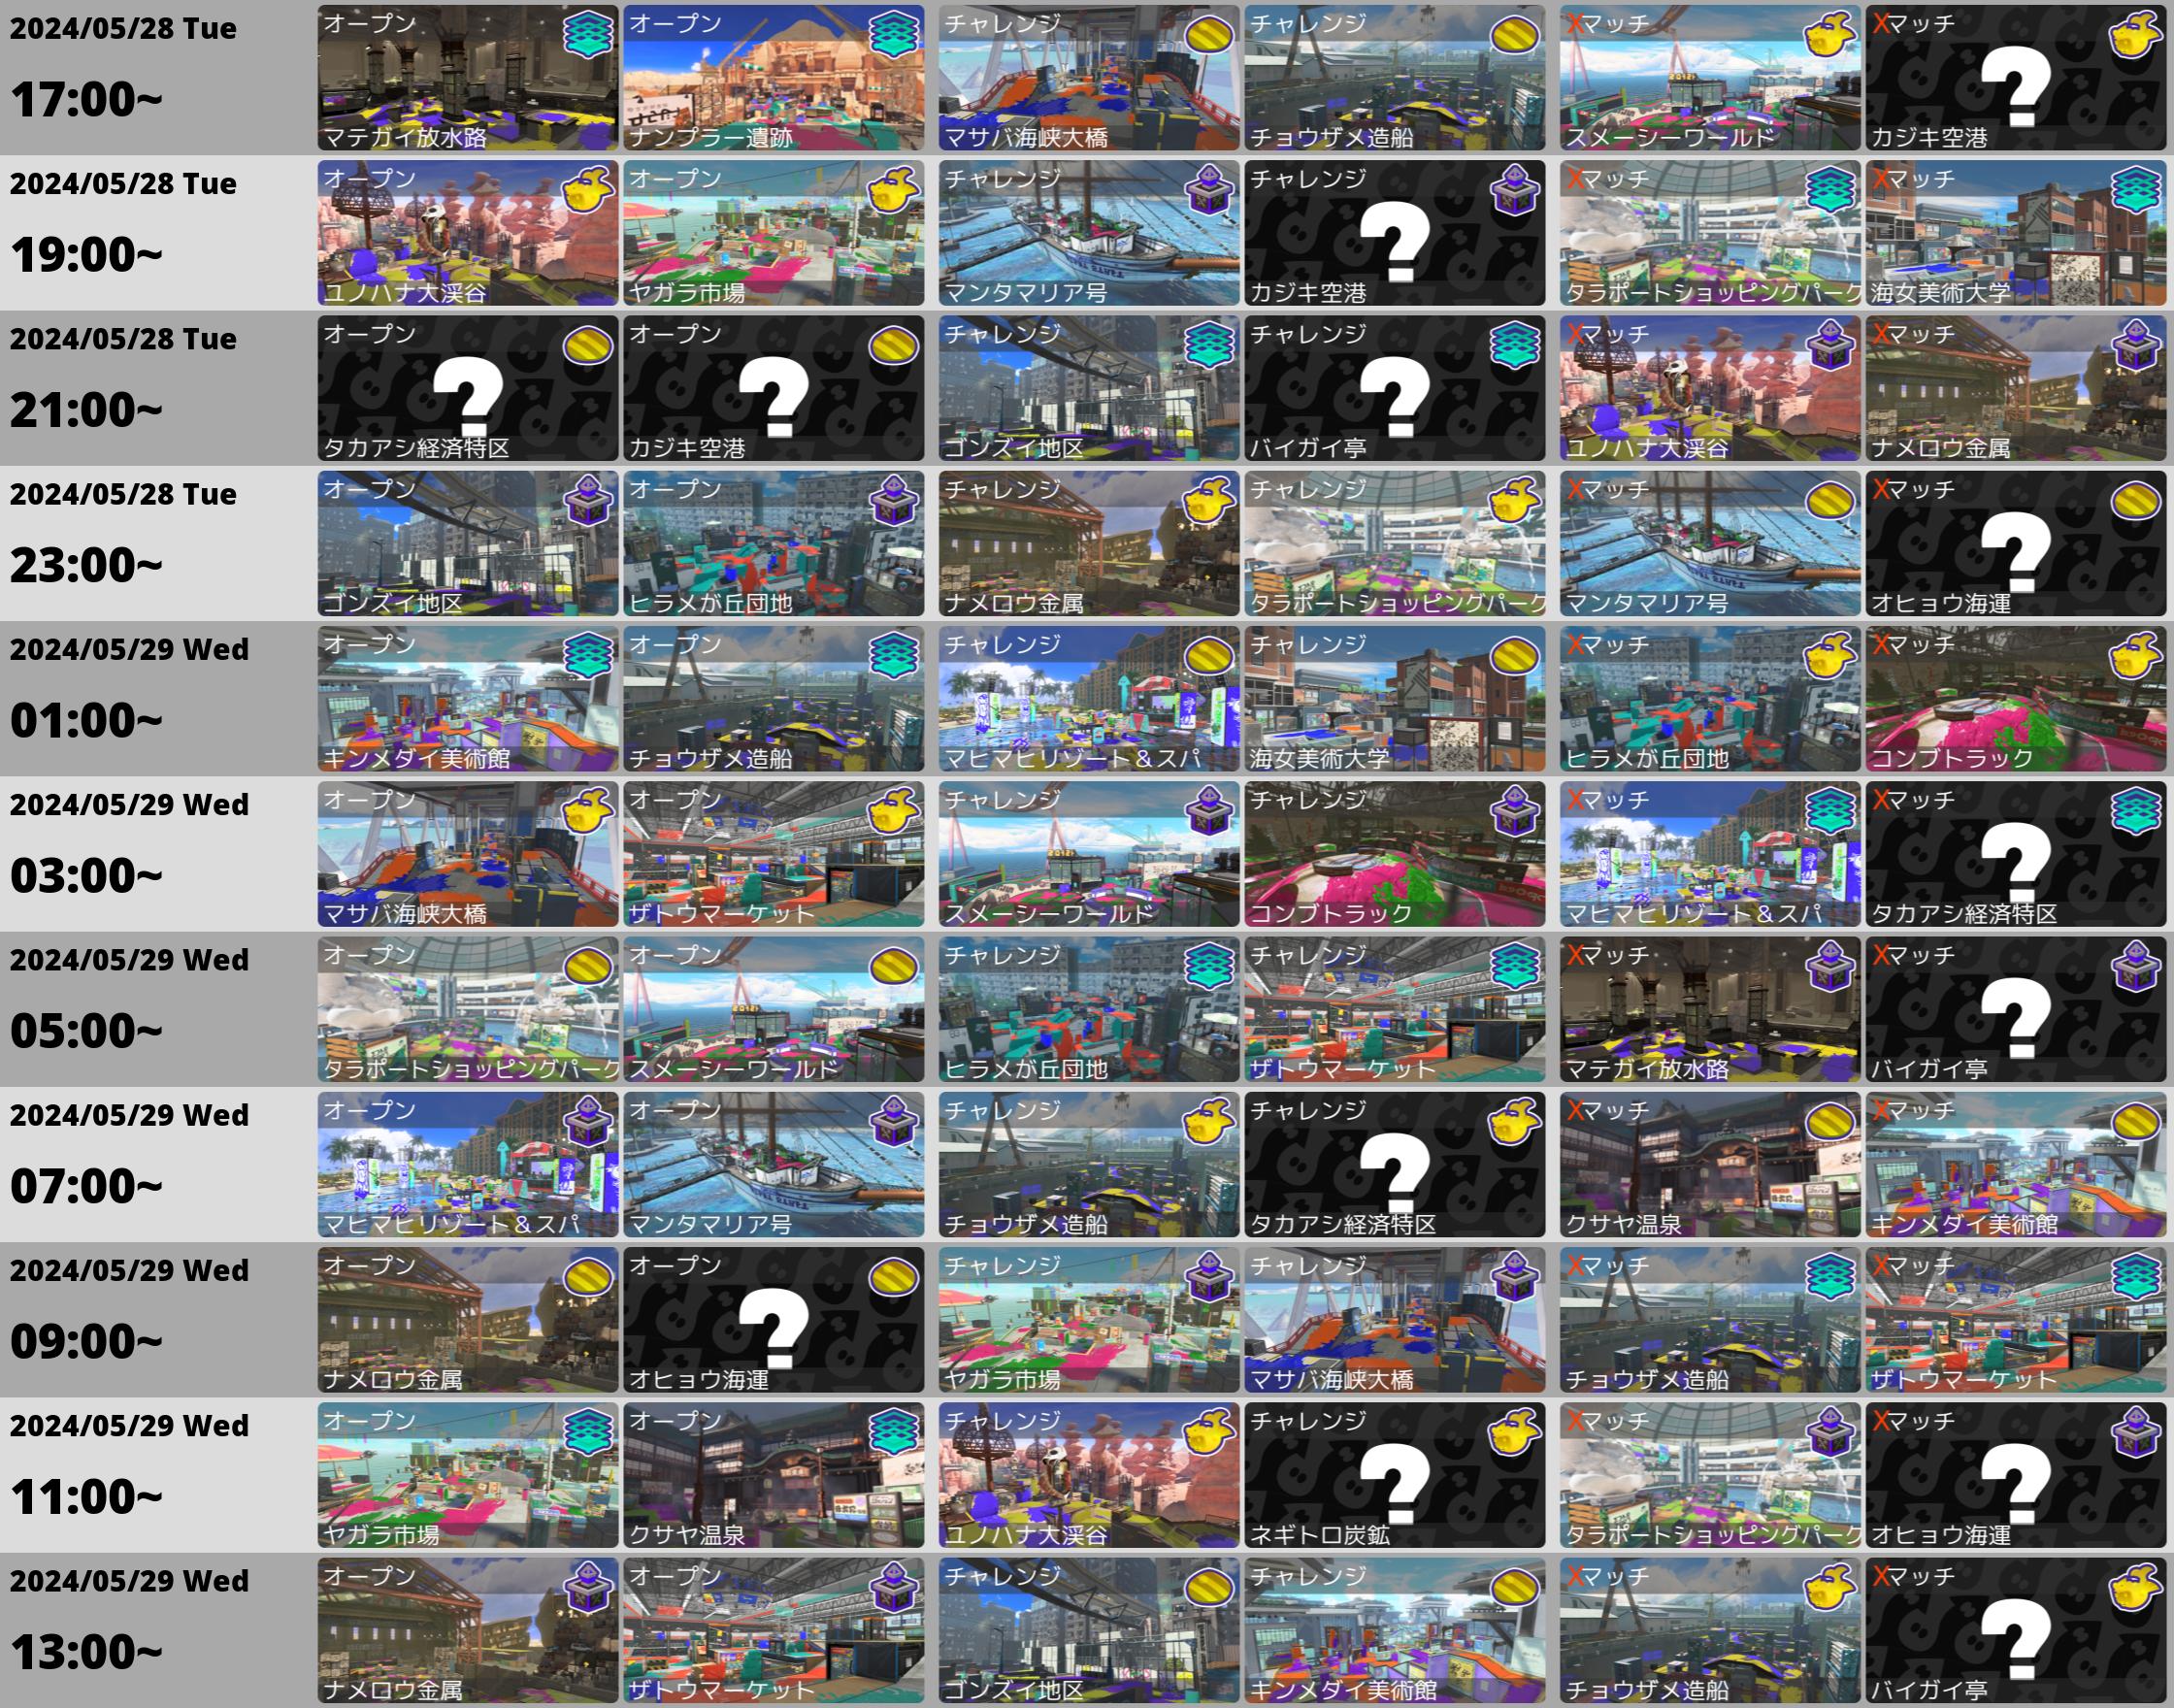 2024/05/28 Tue
17:00~
オープン
マテガイ放水路
オープン
ナンプラー遺跡
チャレンジ
マサバ海峡大橋
チャレンジ
チョウザメ造船
Xマッチ
スメーシーワールド
Xマッチ
?
カジキ空港
2024/05/28 Tue
19:00~
オープン
ユノハナ大渓谷
オープン
ヤガラ市場
チャレンジ
マンタマリア号
チャレンジ
?
カジキ空港
Xマッチ
タラポートショッピングパーク
Xマッチ
海女美術大学
2024/05/28 Tue
21:00~
オープン
?
タカアシ経済特区
オープン
?
カジキ空港
チャレンジ
ゴンズイ地区
チャレンジ
?
バイガイ亭
Xマッチ
ユノハナ大渓谷
Xマッチ
ナメロウ金属
2024/05/28 Tue
23:00~
オープン
ゴンズイ地区
オープン
ヒラメが丘団地
チャレンジ
ナメロウ金属
チャレンジ
タラポートショッピングパーク
Xマッチ
マンタマリア号
Xマッチ
?
オヒョウ海運
2024/05/29 Wed
01:00~
オープン
キンメダイ美術館
オープン
チョウザメ造船
チャレンジ
マヒマヒリゾート＆スパ
チャレンジ
海女美術大学
Xマッチ
ヒラメが丘団地
Xマッチ
コンブトラック
2024/05/29 Wed
03:00~
オープン
マサバ海峡大橋
オープン
ザトウマーケット
チャレンジ
スメーシーワールド
チャレンジ
コンブトラック
Xマッチ
マヒマヒリゾート＆スパ
Xマッチ
?
タカアシ経済特区
2024/05/29 Wed
05:00~
オープン
タラポートショッピングパーク
オープン
スメーシーワールド
チャレンジ
ヒラメが丘団地
チャレンジ
ザトウマーケット
Xマッチ
マテガイ放水路
Xマッチ
?
バイガイ亭
2024/05/29 Wed
07:00~
オープン
マヒマヒリゾート＆スパ
オープン
マンタマリア号
チャレンジ
チョウザメ造船
チャレンジ
?
タカアシ経済特区
Xマッチ
クサヤ温泉
Xマッチ
キンメダイ美術館
2024/05/29 Wed
09:00~
オープン
ナメロウ金属
オープン
?
オヒョウ海運
チャレンジ
ヤガラ市場
チャレンジ
マサバ海峡大橋
Xマッチ
チョウザメ造船
Xマッチ
ザトウマーケット
2024/05/29 Wed
11:00~
オープン
ヤガラ市場
オープン
クサヤ温泉
チャレンジ
ユノハナ大渓谷
チャレンジ
?
ネギトロ炭鉱
Xマッチ
タラポートショッピングパーク
Xマッチ
?
オヒョウ海運
2024/05/29 Wed
13:00~
オープン
ナメロウ金属
オープン
ザトウマーケット
チャレンジ
ゴンズイ地区
チャレンジ
キンメダイ美術館
Xマッチ
チョウザメ造船
Xマッチ
?
バイガイ亭